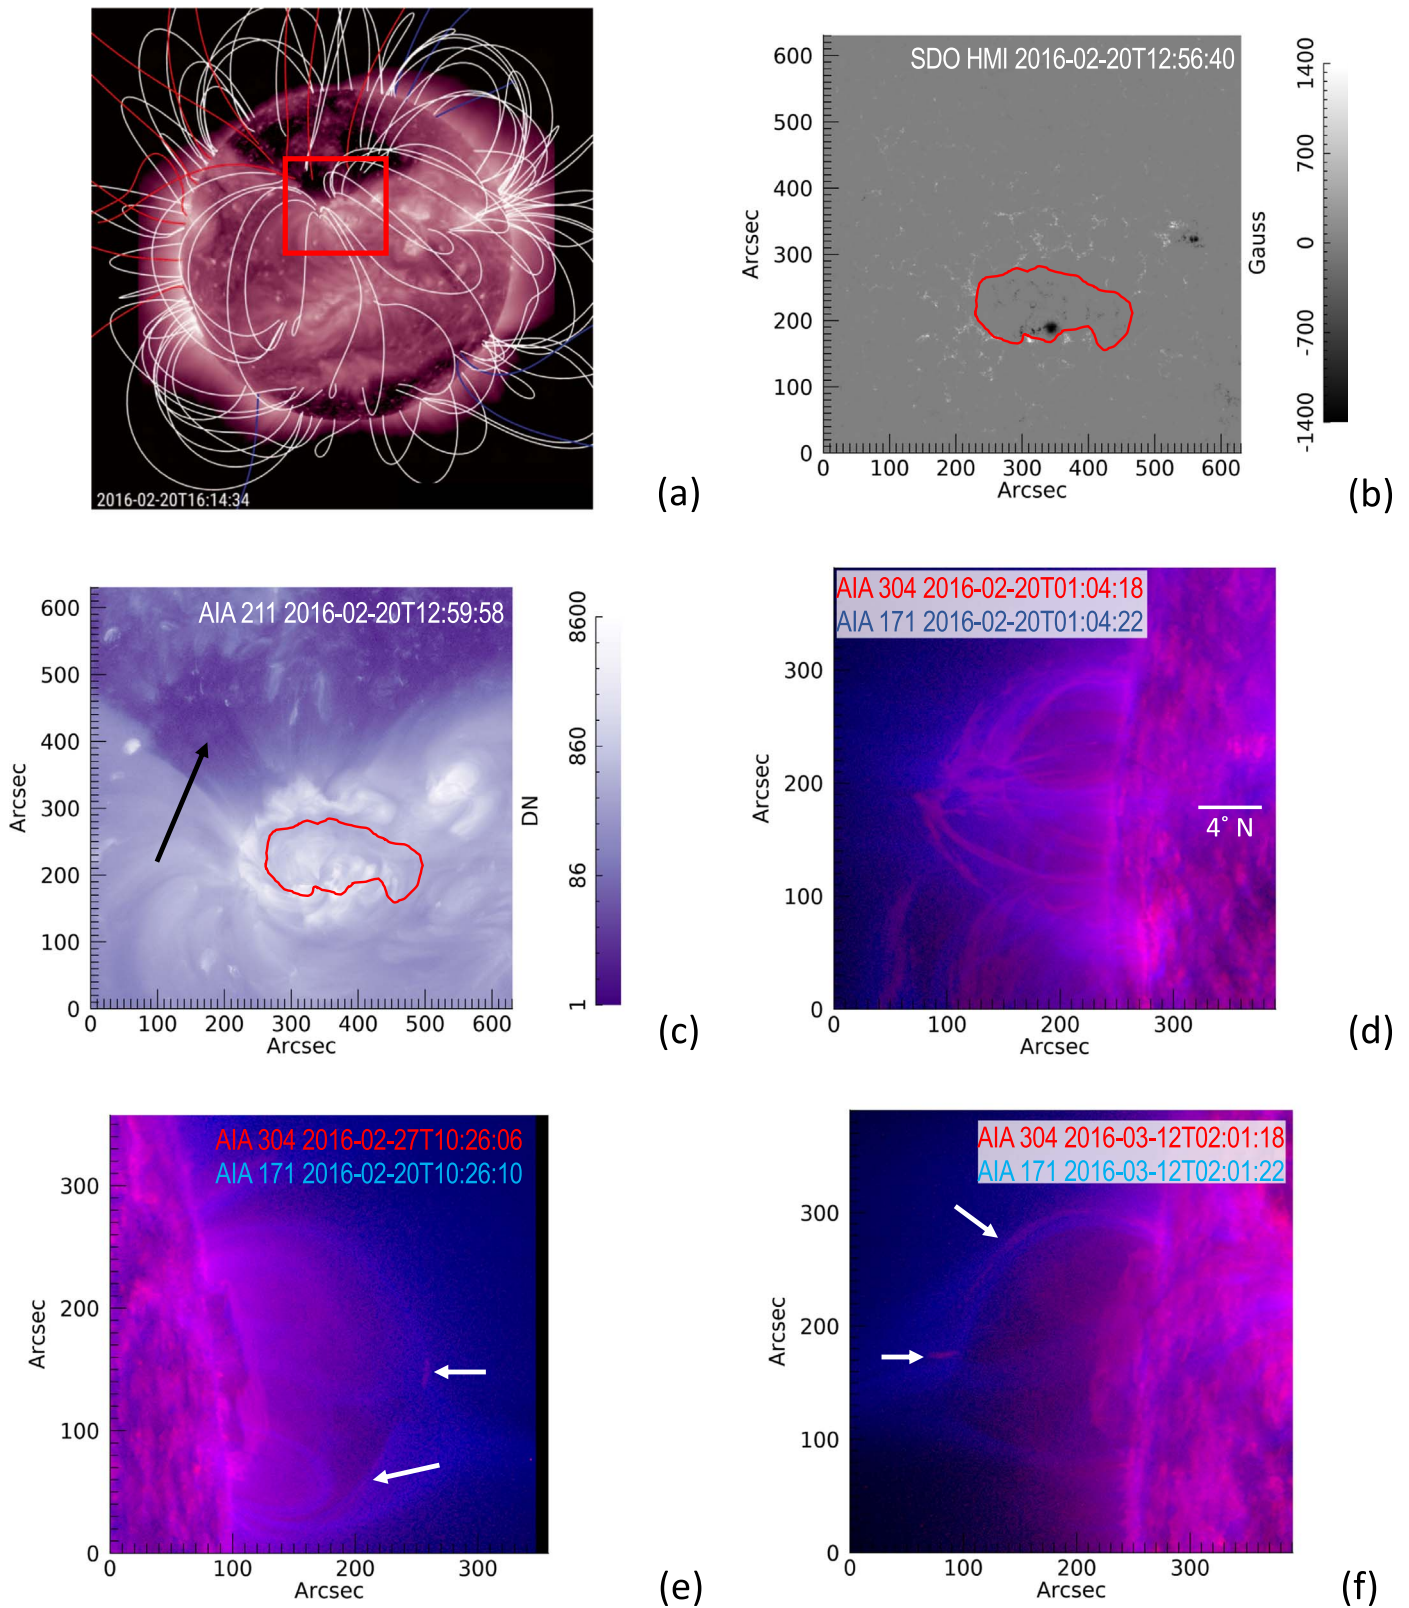 2016-02-20T16:14:34
(a)
SDO HMI 2016-02-20T12:56:40
Arcsec
600
500
400
300
200
100
0
0 100 200 300 400 500 600
Arcsec
1400
700
0
-700
-1400
Gauss
(b)
AIA 211 2016-02-20T12:59:58
Arcsec
600
500
400
300
200
100
0
0 100 200 300 400 500 600
Arcsec
8600
860
86
1
DN
(c)
AIA 304 2016-02-20T01:04:18
AIA 171 2016-02-20T01:04:22
Arcsec
300
200
100
0
4° N
0 100 200 300
Arcsec
(d)
AIA 304 2016-02-27T10:26:06
AIA 171 2016-02-20T10:26:10
Arcsec
300
200
100
0
0 100 200 300
Arcsec
(e)
AIA 304 2016-03-12T02:01:18
AIA 171 2016-03-12T02:01:22
Arcsec
300
200
100
0
0 100 200 300
Arcsec
(f)